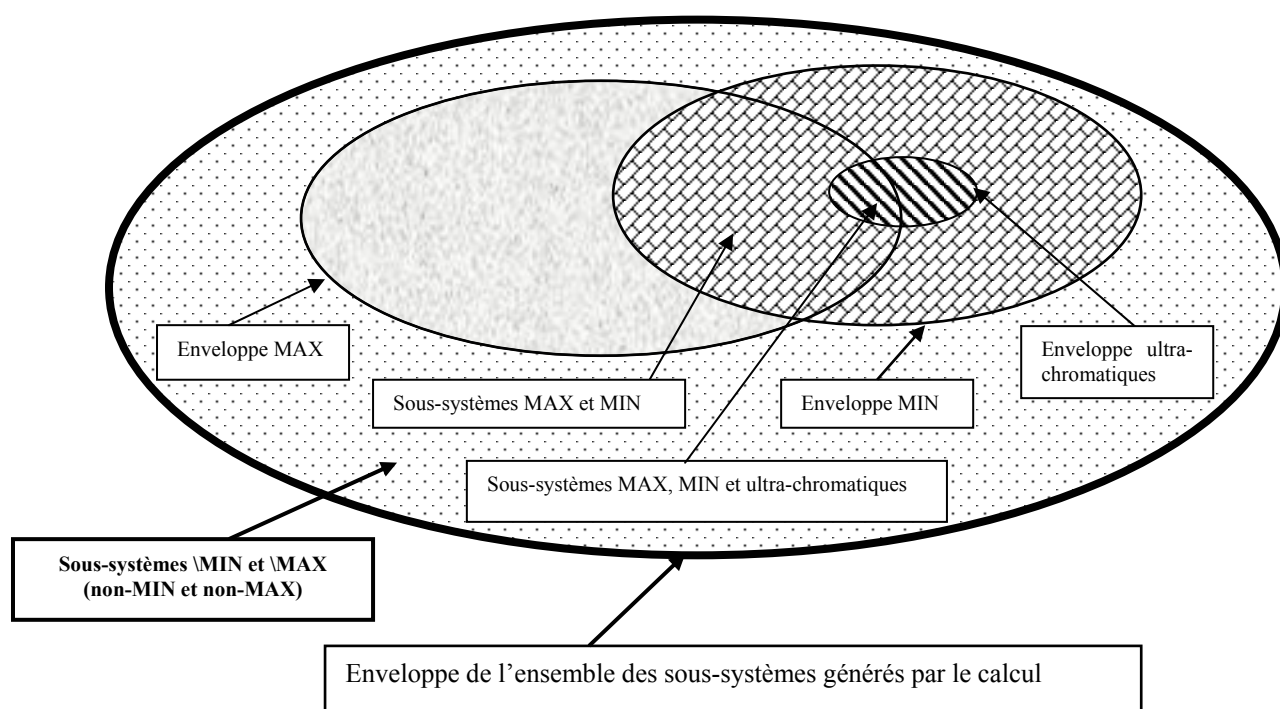 Enveloppe MAX
Enveloppe ultra-
chromatiques
Sous-systèmes MAX et MIN
Enveloppe MIN
Sous-systèmes MAX, MIN et ultra-chromatiques
Sous-systèmes \MIN et \MAX
(non-MIN et non-MAX)
Enveloppe de l’ensemble des sous-systèmes générés par le calcul